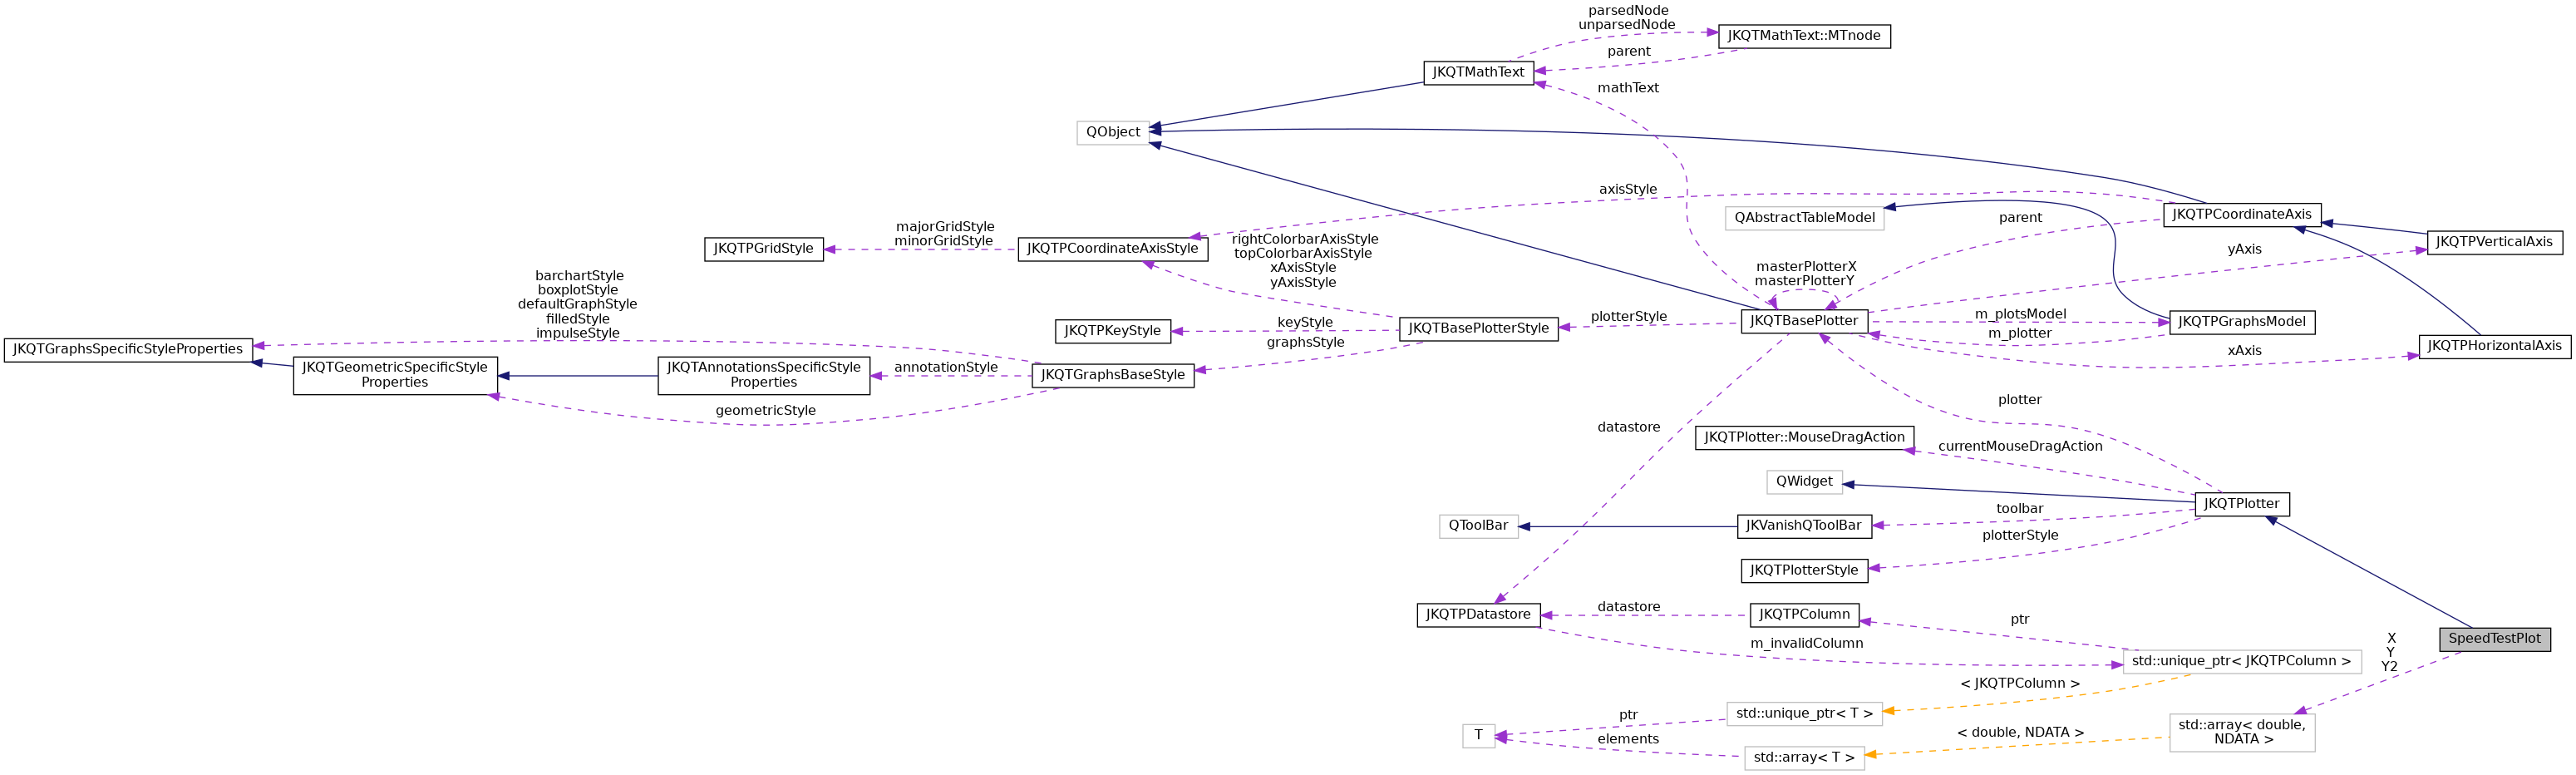 parsedNode
unparsedNode
JKQTMathText::MTnode
parent
JKQTMathText
mathText
QObject
axisStyle
QAbstractTableModel
parent
JKQTPCoordinateAxis
majorGridStyle
minorGridStyle
JKQTPGridStyle
JKQTPCoordinateAxisStyle
rightColorbarAxisStyle
topColorbarAxisStyle
xAxisStyle
yAxisStyle
yAxis
JKQTPVerticalAxis
masterPlotterX
masterPlotterY
barchartStyle
boxplotStyle
defaultGraphStyle
filledStyle
impulseStyle
JKQTPKeyStyle
keyStyle
graphsStyle
JKQTBasePlotterStyle
plotterStyle
JKQTBasePlotter
m_plotsModel
m_plotter
JKQTPGraphsModel
xAxis
JKQTPHorizontalAxis
JKQTGraphsSpecificStyleProperties
JKQTGeometricSpecificStyle
Properties
JKQTAnnotationsSpecificStyle
Properties
annotationStyle
JKQTGraphsBaseStyle
geometricStyle
plotter
datastore
JKQTPlotter::MouseDragAction
currentMouseDragAction
QWidget
JKQTPlotter
QToolBar
JKVanishQToolBar
toolbar
plotterStyle
JKQTPlotterStyle
JKQTPDatastore
datastore
JKQTPColumn
ptr
m_invalidColumn
SpeedTestPlot
X
Y
Y2
std::unique_ptr< JKQTPColumn >
< JKQTPColumn >
std::unique_ptr< T >
ptr
T
elements
std::array< T >
< double, NDATA >
std::array< double,
NDATA >